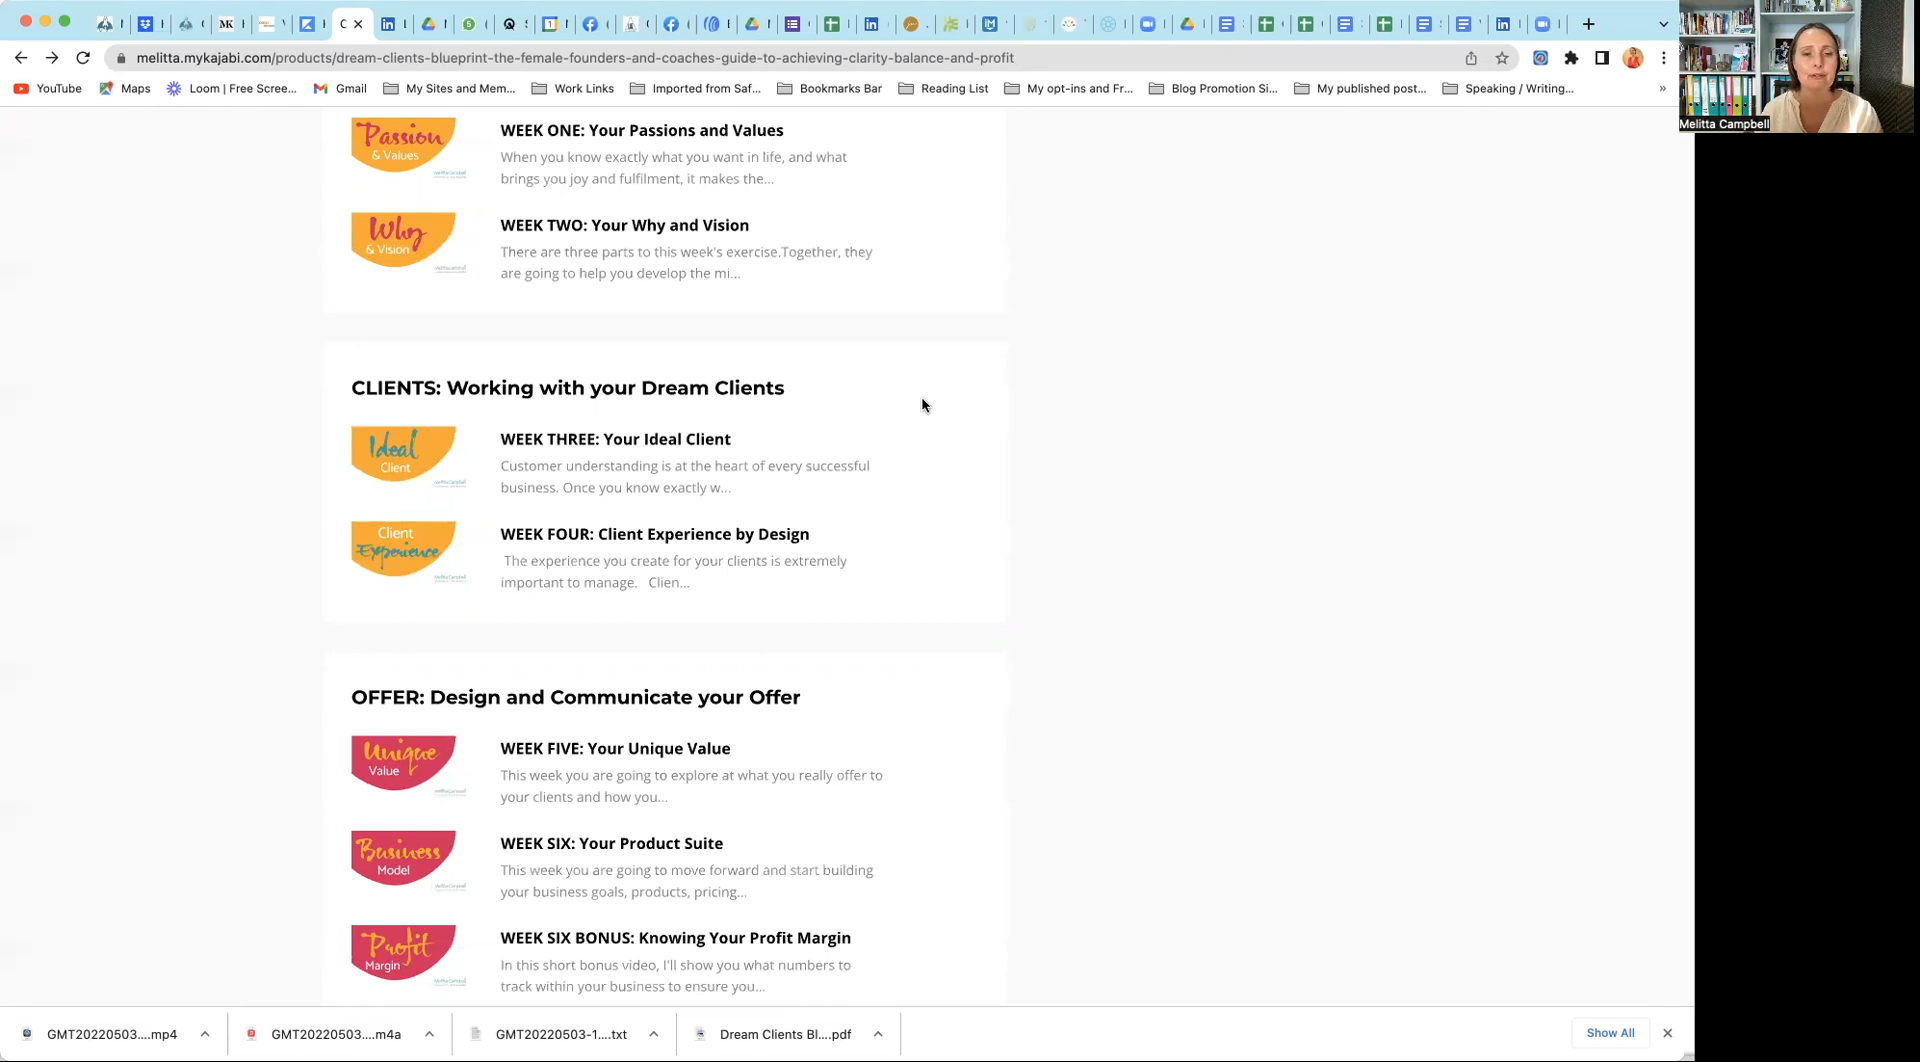 melitta.mykajabi.com/products/dream-clients-blueprint-the-female-founders-and-coaches-guide-to-achieving-clarity-balance-and-profit
YouTube
Maps
Loom | Free Scree...
Gmail
My Sites and Mem...
Work Links
Imported from Saf...
Bookmarks Bar
Reading List
My opt-ins and Fr...
Blog Promotion Si...
My published post...
Speaking / Writing...
»
Melitta Campbell
Passion
& Values
WEEK ONE: Your Passions and Values
When you know exactly what you want in life, and what
brings you joy and fulfilment, it makes the...
Why
& Vision
WEEK TWO: Your Why and Vision
There are three parts to this week's exercise.Together, they
are going to help you develop the mi...
CLIENTS: Working with your Dream Clients
Ideal
Client
WEEK THREE: Your Ideal Client
Customer understanding is at the heart of every successful
business. Once you know exactly w...
Client
Experience
WEEK FOUR: Client Experience by Design
The experience you create for your clients is extremely
important to manage. Clien...
OFFER: Design and Communicate your Offer
Unique
Value
WEEK FIVE: Your Unique Value
This week you are going to explore at what you really offer to
your clients and how you...
Business
Model
WEEK SIX: Your Product Suite
This week you are going to move forward and start building
your business goals, products, pricing...
Profit
Margin
WEEK SIX BONUS: Knowing Your Profit Margin
In this short bonus video, I'll show you what numbers to
track within your business to ensure you...
GMT20220503....mp4
GMT20220503....m4a
GMT20220503-1....txt
Dream Clients Bl....pdf
Show All